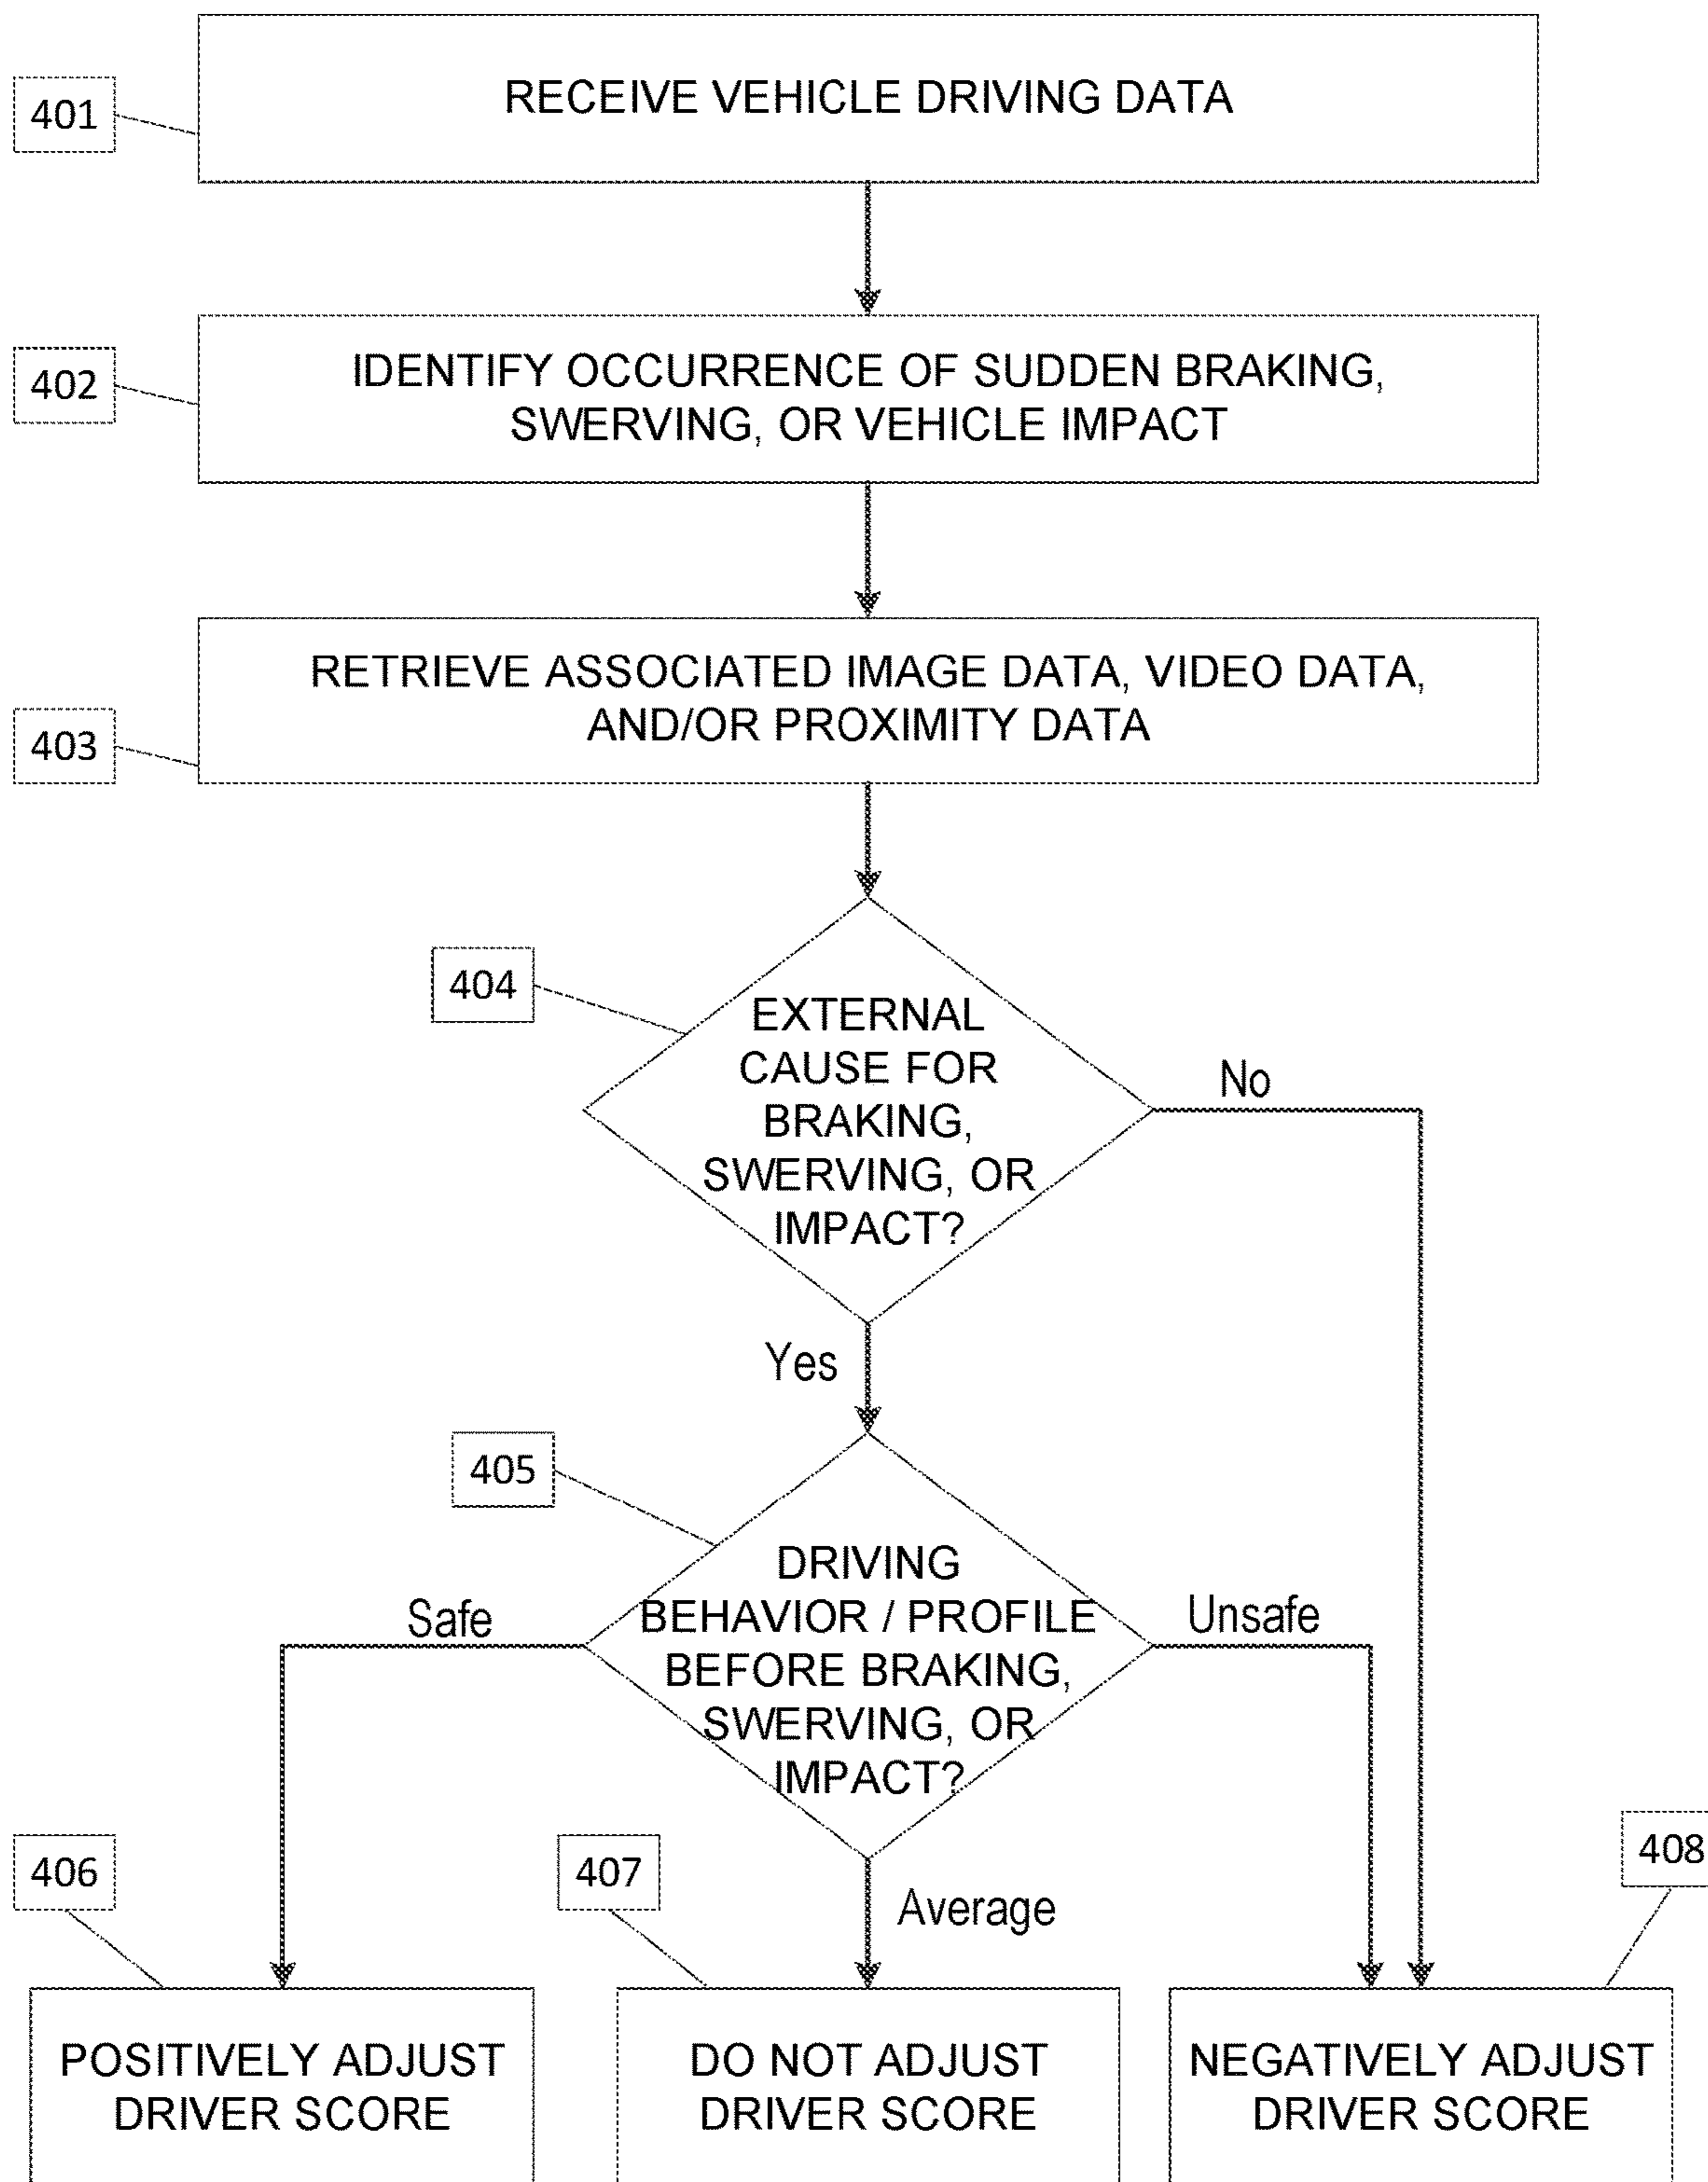 401
RECEIVE VEHICLE DRIVING DATA
402
IDENTIFY OCCURRENCE OF SUDDEN BRAKING,
SWERVING, OR VEHICLE IMPACT
403
RETRIEVE ASSOCIATED IMAGE DATA, VIDEO DATA,
AND/OR PROXIMITY DATA
404
EXTERNAL
CAUSE FOR
BRAKING,
SWERVING, OR
IMPACT?
No
Yes
405
DRIVING
BEHAVIOR / PROFILE
BEFORE BRAKING,
SWERVING, OR
IMPACT?
Safe
Unsafe
Average
406
POSITIVELY ADJUST
DRIVER SCORE
407
DO NOT ADJUST
DRIVER SCORE
408
NEGATIVELY ADJUST
DRIVER SCORE